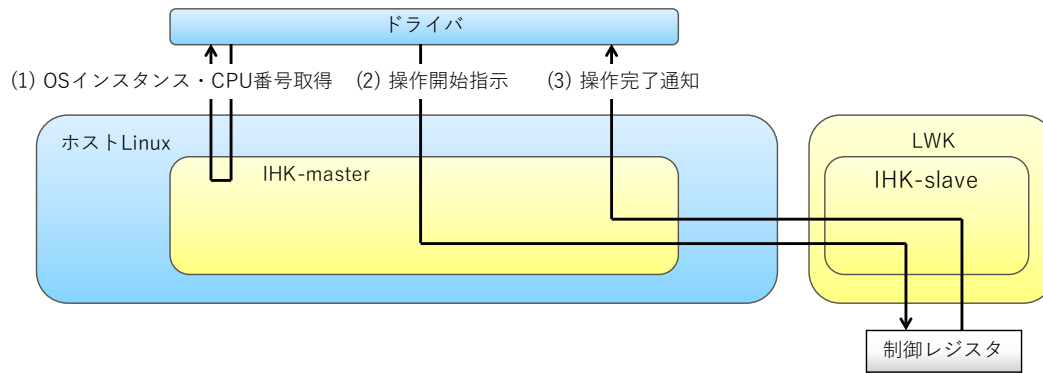 ドライバ
(1) OSインスタンス・CPU番号取得
(2) 操作開始指示
(3) 操作完了通知
ホストLinux
IHK-master
LWK
IHK-slave
制御レジスタ